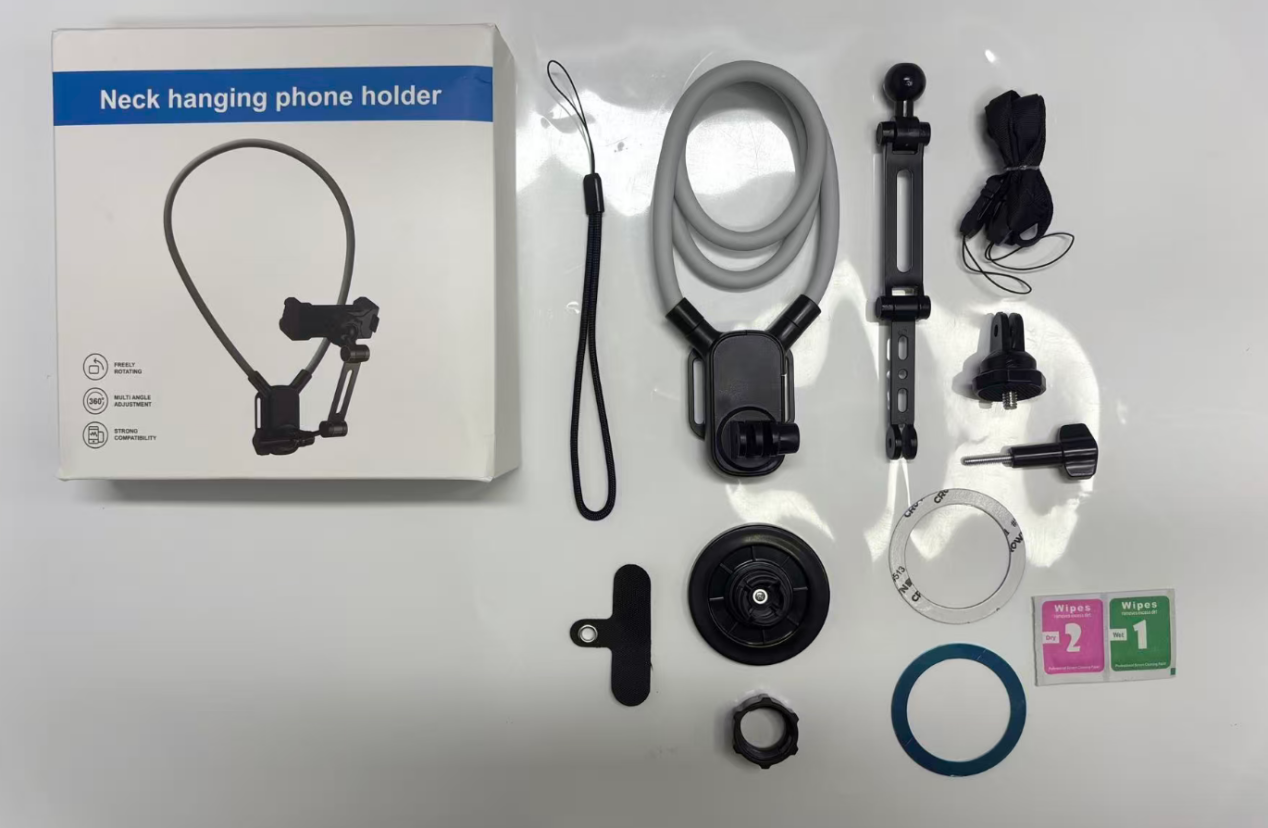 Neck hanging phone holder
FREELY
ROTATING
360°
MULTI ANGLE
ADJUSTMENT
STRONG
COMPATIBILITY
Wipes
Dry
2
Wipes
Wet
1